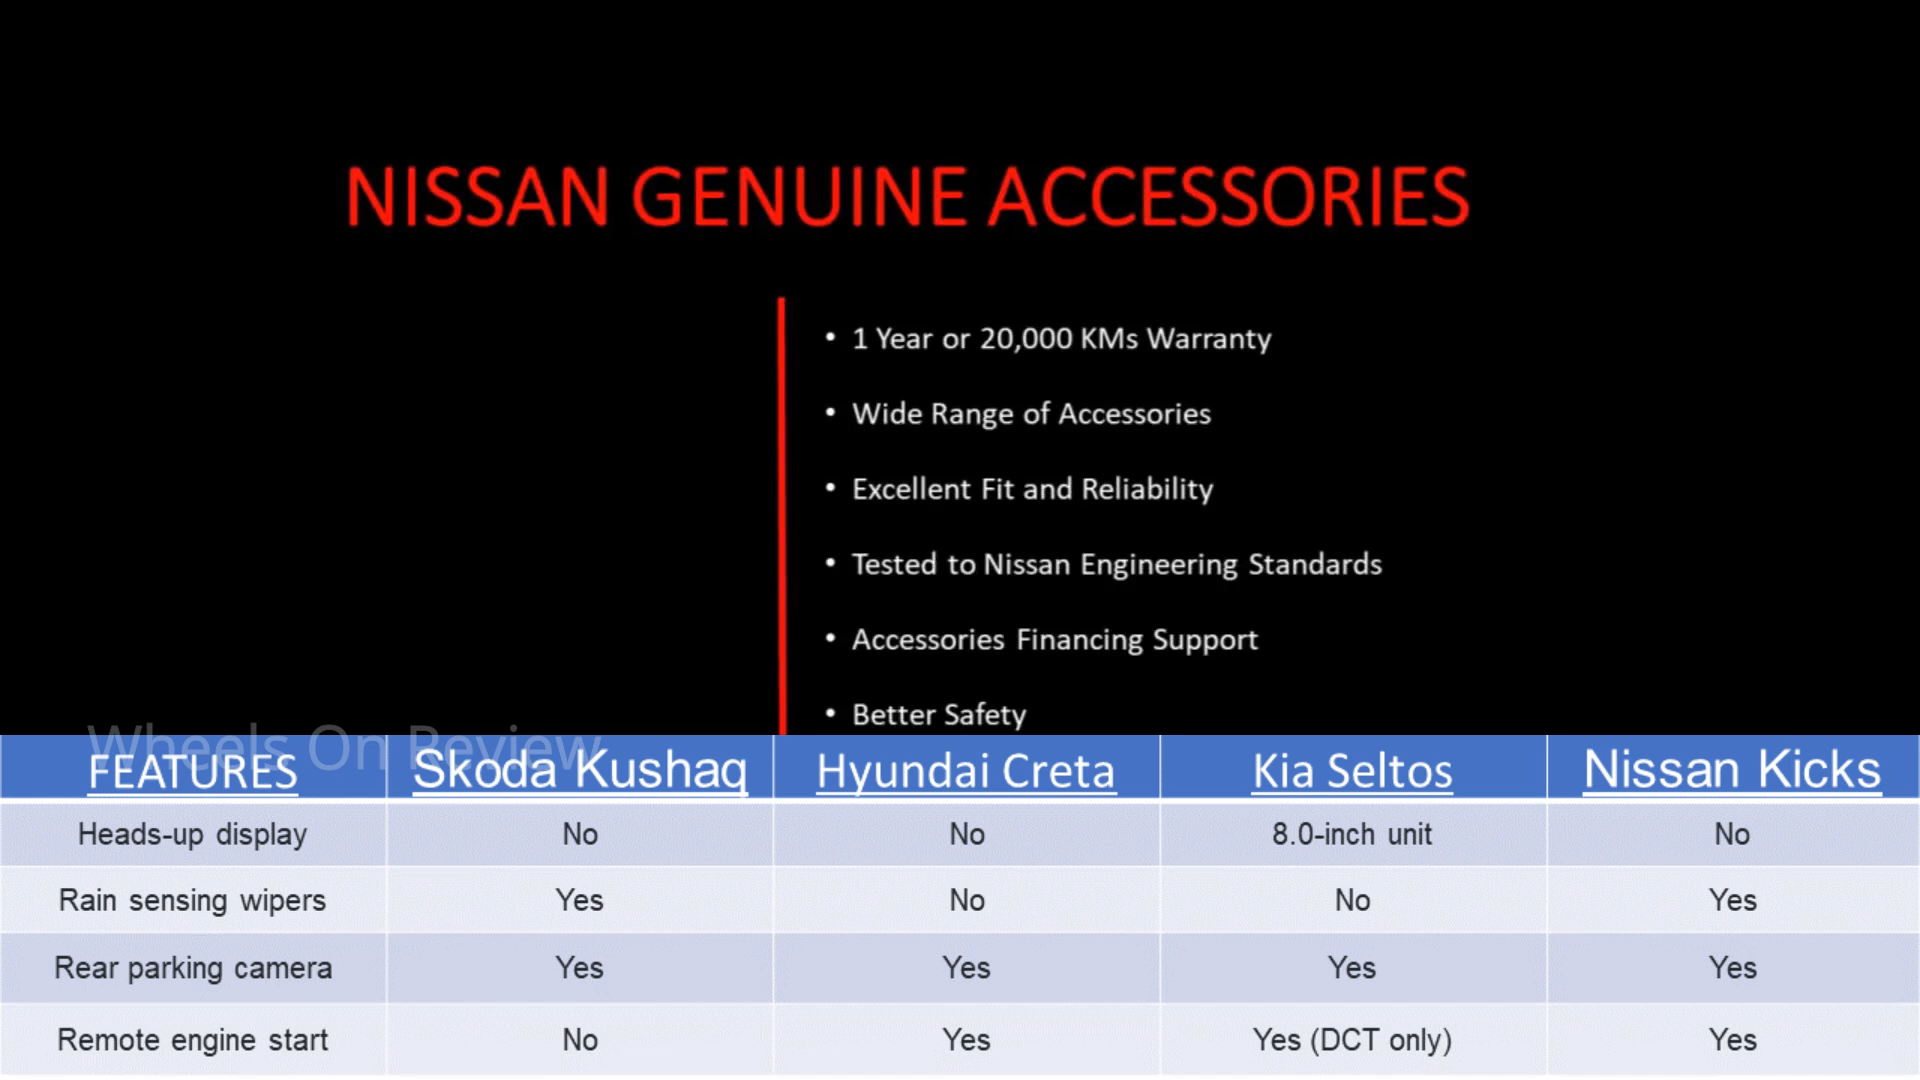 NISSAN GENUINE ACCESSORIES
• 1 Year or 20,000 KMs Warranty
• Wide Range of Accessories
• Excellent Fit and Reliability
• Tested to Nissan Engineering Standards
• Accessories Financing Support
• Better Safety
Wheels On Review
FEATURES Skoda Kushaq Hyundai Creta Kia Seltos Nissan Kicks
Heads-up display No No 8.0-inch unit No
Rain sensing wipers Yes No No Yes
Rear parking camera Yes Yes Yes Yes
Remote engine start No Yes Yes (DCT only) Yes